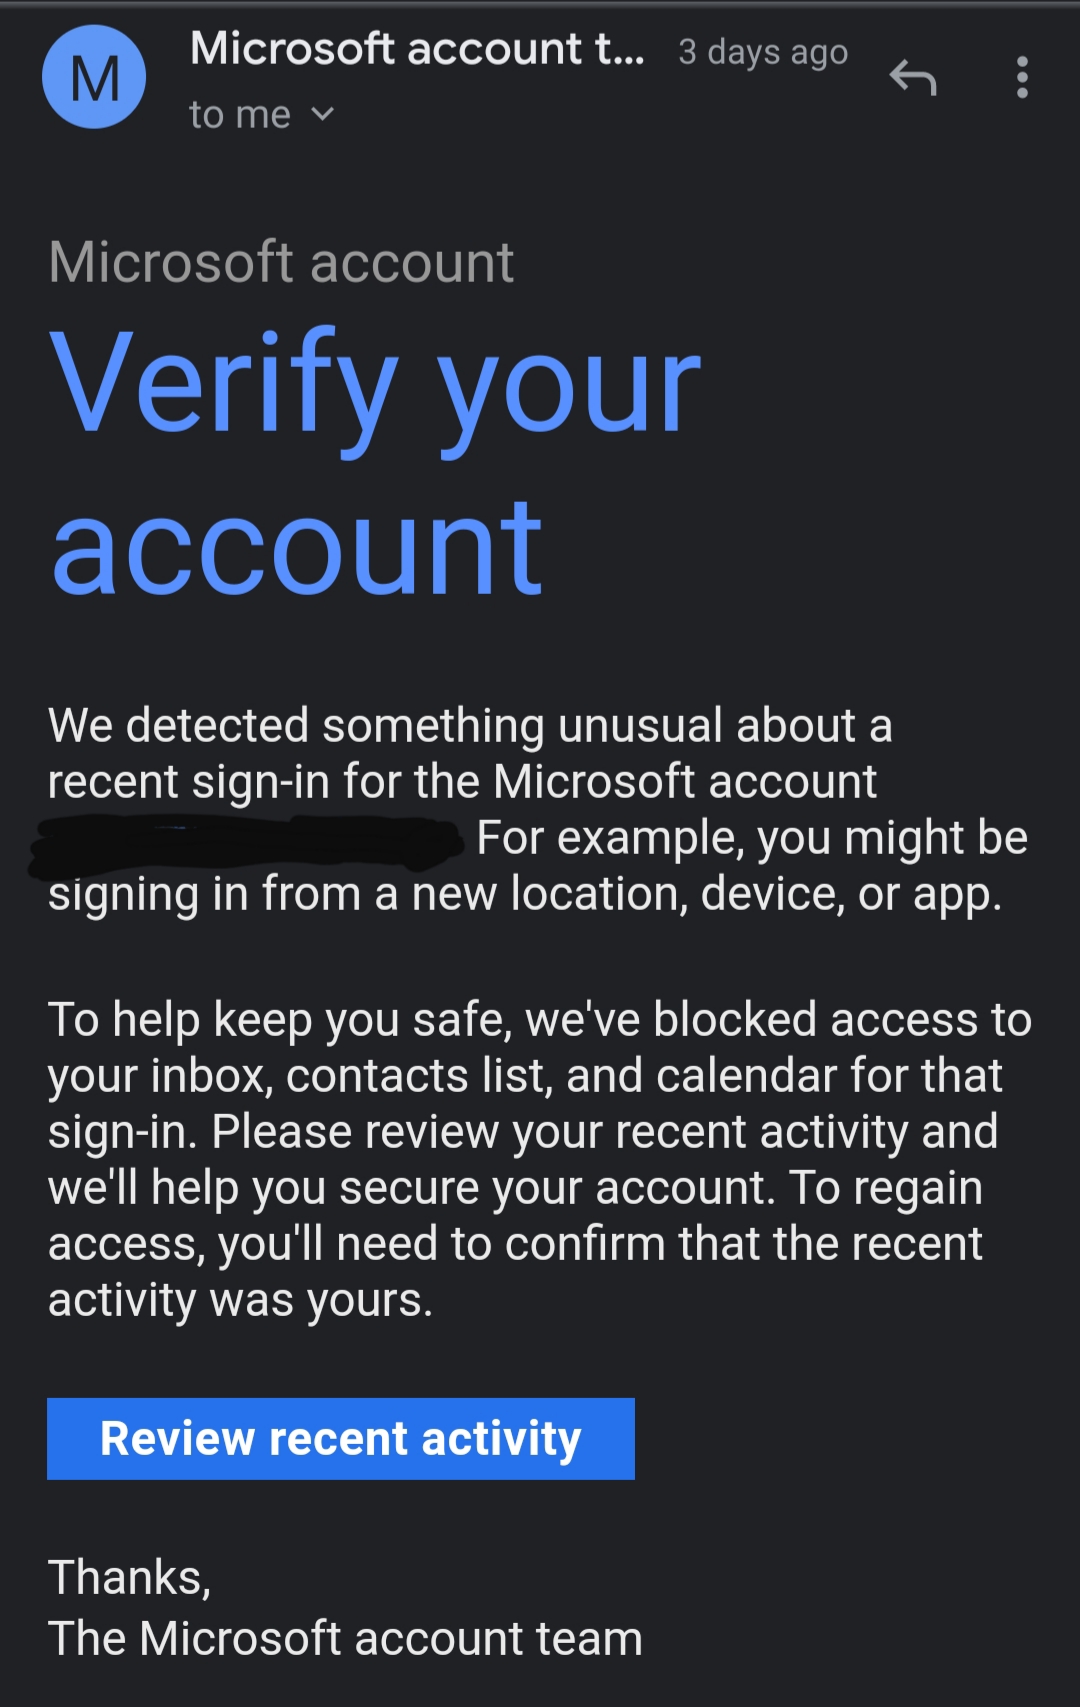 M
Microsoft account t... 3 days ago
to me
Microsoft account
Verify your
account
We detected something unusual about a
recent sign-in for the Microsoft account
For example, you might be
signing in from a new location, device, or app.
To help keep you safe, we've blocked access to
your inbox, contacts list, and calendar for that
sign-in. Please review your recent activity and
we'll help you secure your account. To regain
access, you'll need to confirm that the recent
activity was yours.
Review recent activity
Thanks,
The Microsoft account team